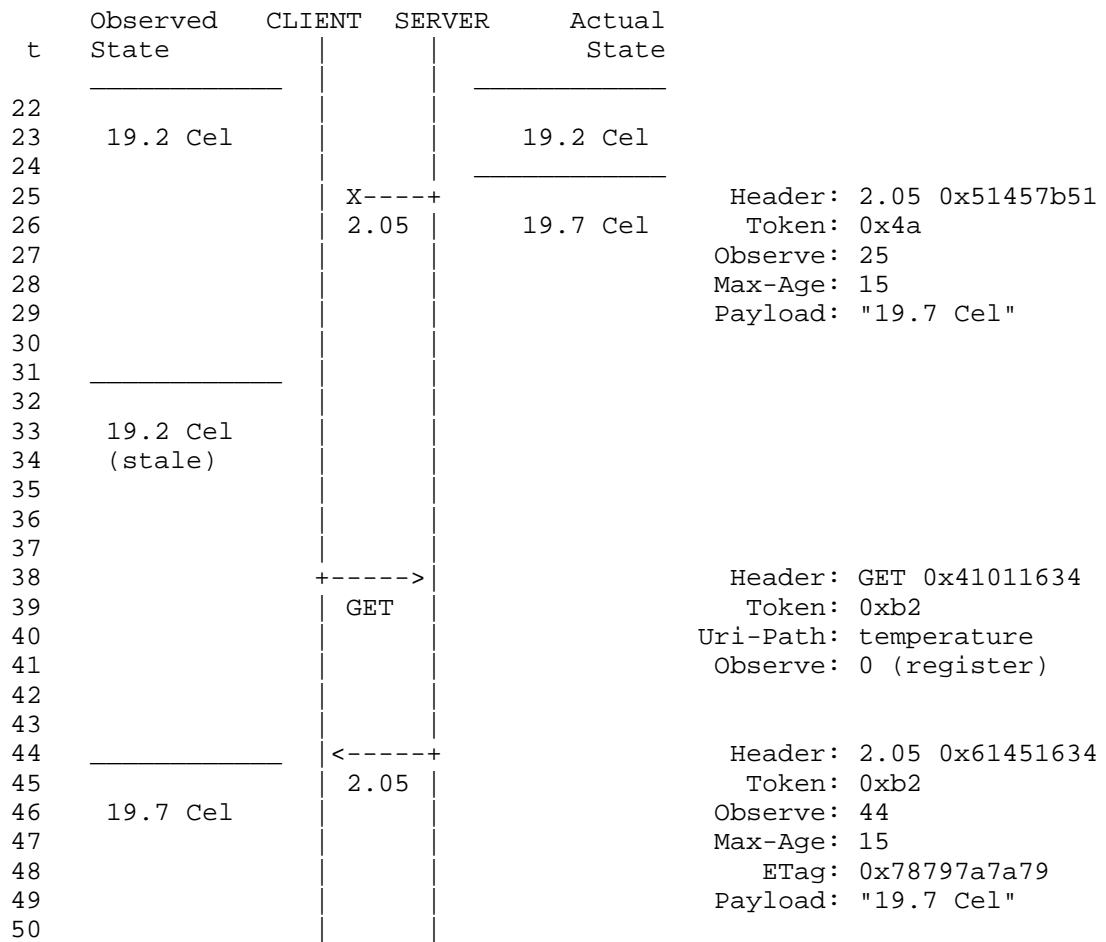 Observed   CLIENT  SERVER     Actual
 t   State         |      |         State
     ____________  |      |  ____________
22                 |      |
23    19.2 Cel     |      |     19.2 Cel
24                 |      |  ____________
25                 | X----+                  Header: 2.05 0x51457b51
26                 | 2.05 |     19.7 Cel      Token: 0x4a
27                 |      |                 Observe: 25
28                 |      |                 Max-Age: 15
29                 |      |                 Payload: "19.7 Cel"
30                 |      |
31   ____________  |      |
32                 |      |
33    19.2 Cel     |      |
34    (stale)      |      |
35                 |      |
36                 |      |
37                 |      |
38                 +----->|                  Header: GET 0x41011634
39                 | GET  |                   Token: 0xb2
40                 |      |                Uri-Path: temperature
41                 |      |                 Observe: 0 (register)
42                 |      |
43                 |      |
44   ____________  |<-----+                  Header: 2.05 0x61451634
45                 | 2.05 |                   Token: 0xb2
46    19.7 Cel     |      |                 Observe: 44
47                 |      |                 Max-Age: 15
48                 |      |                    ETag: 0x78797a7a79
49                 |      |                 Payload: "19.7 Cel"
50                 |      |